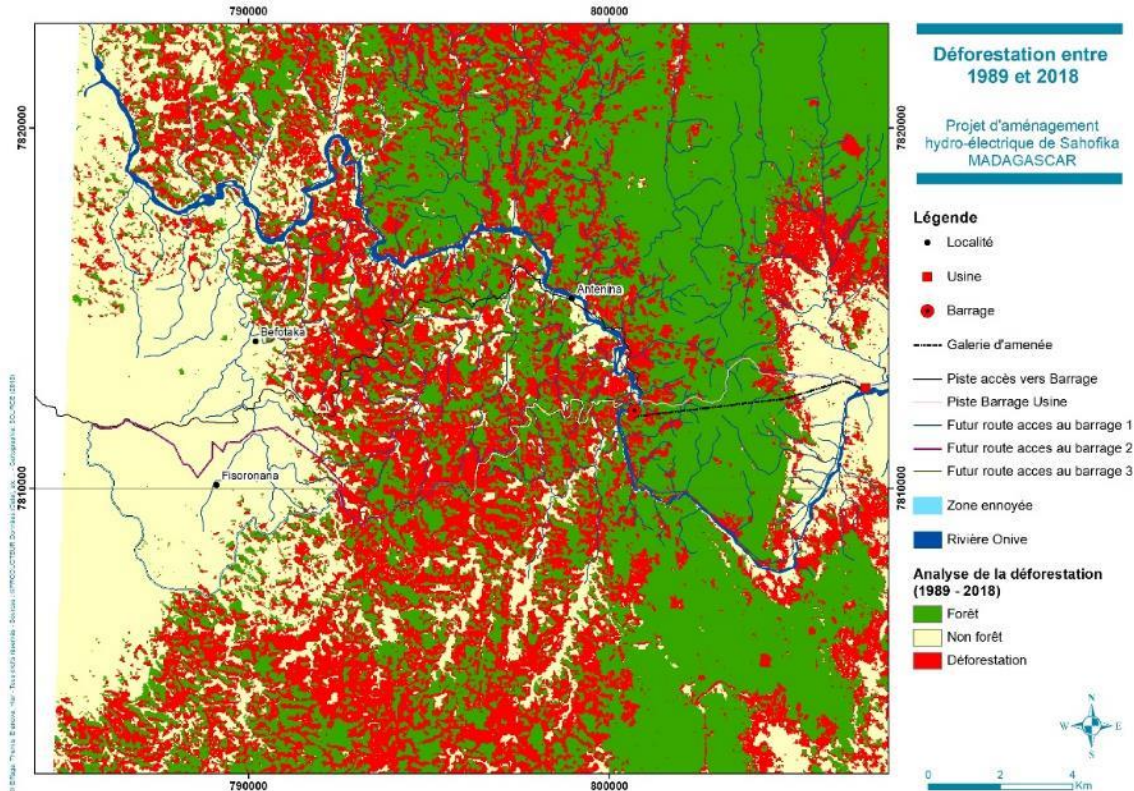 790000
800000
7820000
7820000
7810000
7810000
Antenina
Befotaka
Fisoronana
790000
800000
Déforestation entre
1989 et 2018
Projet d'aménagement
hydro-électrique de Sahofika
MADAGASCAR
Légende
Localité
Usine
Barrage
Galerie d'amenée
Piste accès vers Barrage
Piste Barrage Usine
Futur route acces au barrage 1
Futur route acces au barrage 2
Futur route acces au barrage 3
Zone ennoyée
Rivière Onive
Analyse de la déforestation
(1989 - 2018)
Forêt
Non forêt
Déforestation
N
W
E
S
0
2
4
Km